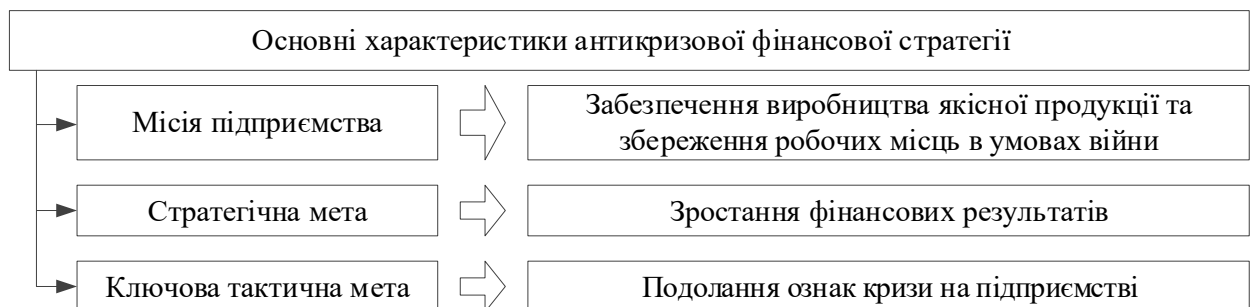 Основні характеристики антикризової фінансової стратегії
Місія підприємства
Забезпечення виробництва якісної продукції та
збереження робочих місць в умовах війни
Стратегічна мета
Зростання фінансових результатів
Ключова тактична мета
Подолання ознак кризи на підприємстві